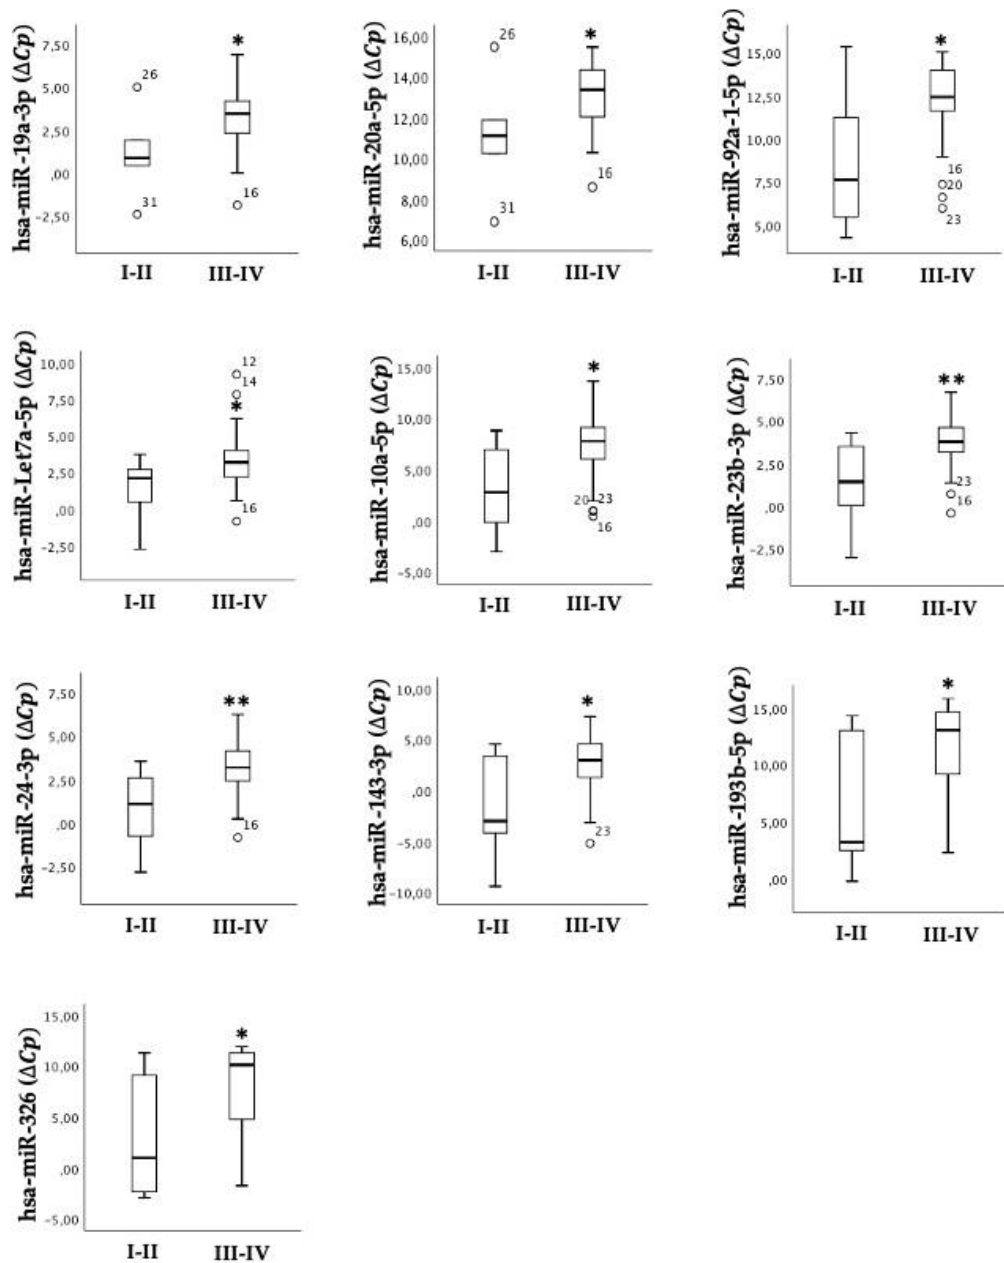 hsa-miR-19a-3p (ΔCp)
7,50
5,00
2,50
,00
-2,50
26
31
*
16
I-II
III-IV
hsa-miR-20a-5p (ΔCp)
16,00
14,00
12,00
10,00
8,00
6,00
26
31
*
16
I-II
III-IV
hsa-miR-92a-1-5p (ΔCp)
15,00
12,50
10,00
7,50
5,00
*
16
20
23
I-II
III-IV
hsa-miR-Let7a-5p (ΔCp)
10,00
7,50
5,00
2,50
,00
-2,50
12
14
*
16
I-II
III-IV
hsa-miR-10a-5p (ΔCp)
15,00
10,00
5,00
,00
-5,00
*
20 23
16
I-II
III-IV
hsa-miR-23b-3p (ΔCp)
7,50
5,00
2,50
,00
-2,50
**
23
16
I-II
III-IV
hsa-miR-24-3p (ΔCp)
7,50
5,00
2,50
,00
-2,50
**
16
I-II
III-IV
hsa-miR-143-3p (ΔCp)
10,00
5,00
,00
-5,00
-10,00
*
23
I-II
III-IV
hsa-miR-193b-5p (ΔCp)
15,00
10,00
5,00
,00
*
I-II
III-IV
hsa-miR-326 (ΔCp)
15,00
10,00
5,00
,00
-5,00
*
I-II
III-IV